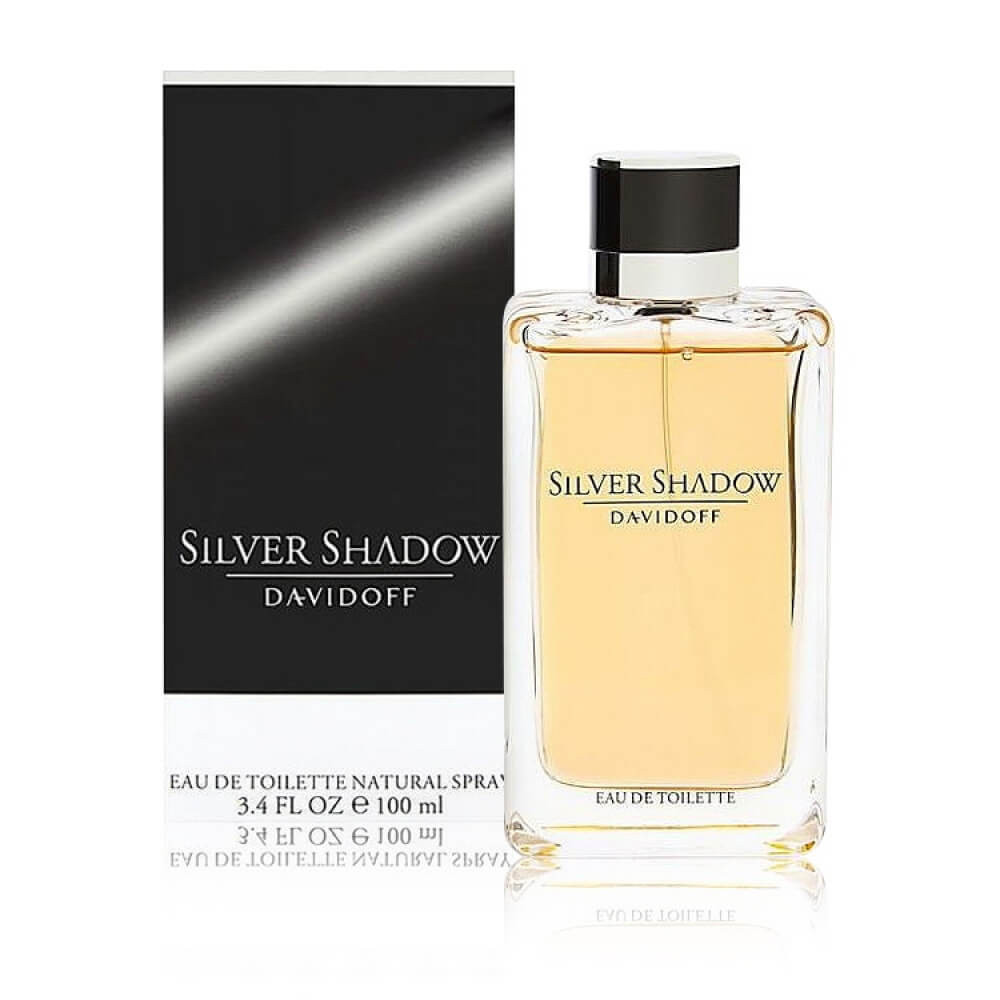 SILVER SHADOW
DAVIDOFF
EAU DE TOILETTE NATURAL SPRAY
3.4 FL OZ ℮ 100 ml
SILVER SHADOW
DAVIDOFF
EAU DE TOILETTE